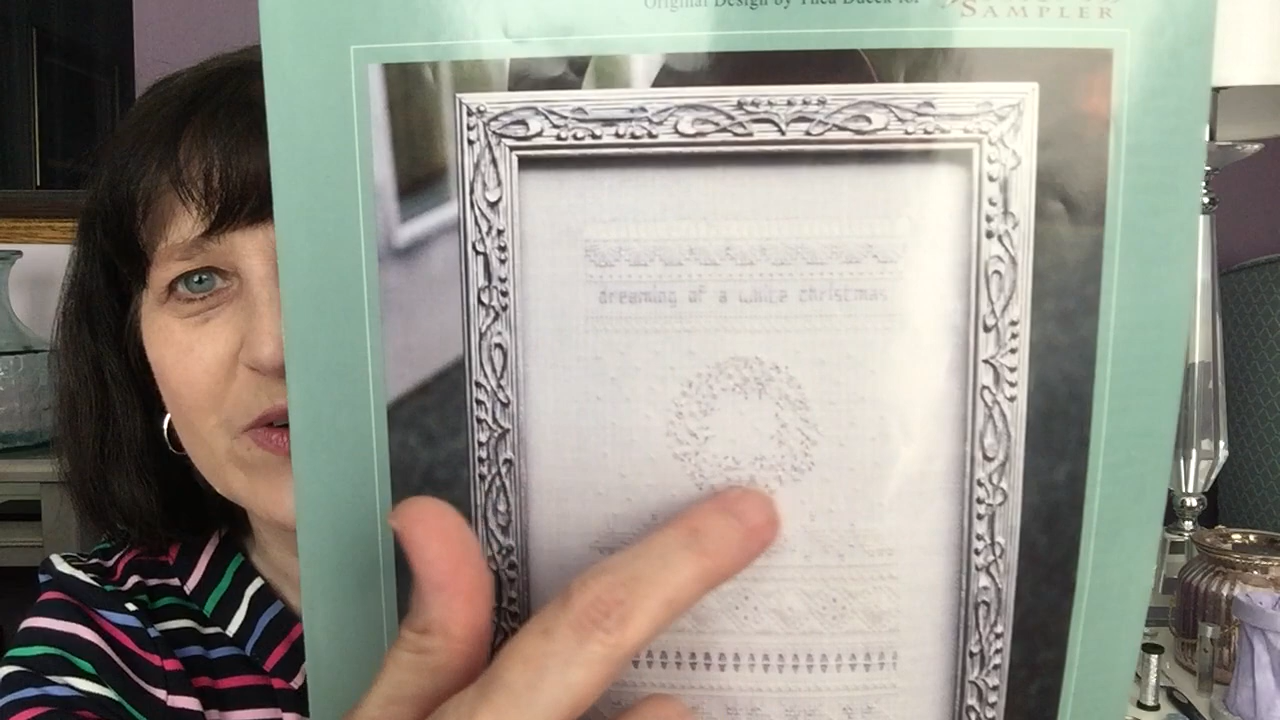 Original Design by Thea Dueck for
SAMPLER
dreaming of a white christmas